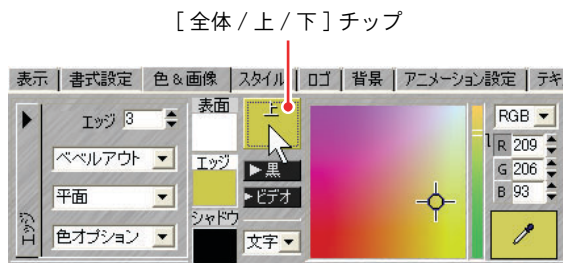 [全体 / 上 / 下] チップ
表示 書式設定 色&画像 スタイル ロゴ 背景 アニメーション設定 テキ
エッジ 3 表面 上 RGB
ベベルアウト エッジ 黒 R 209
平面 ビデオ G 206
エッジ シャドウ B 93
色オプション 文字